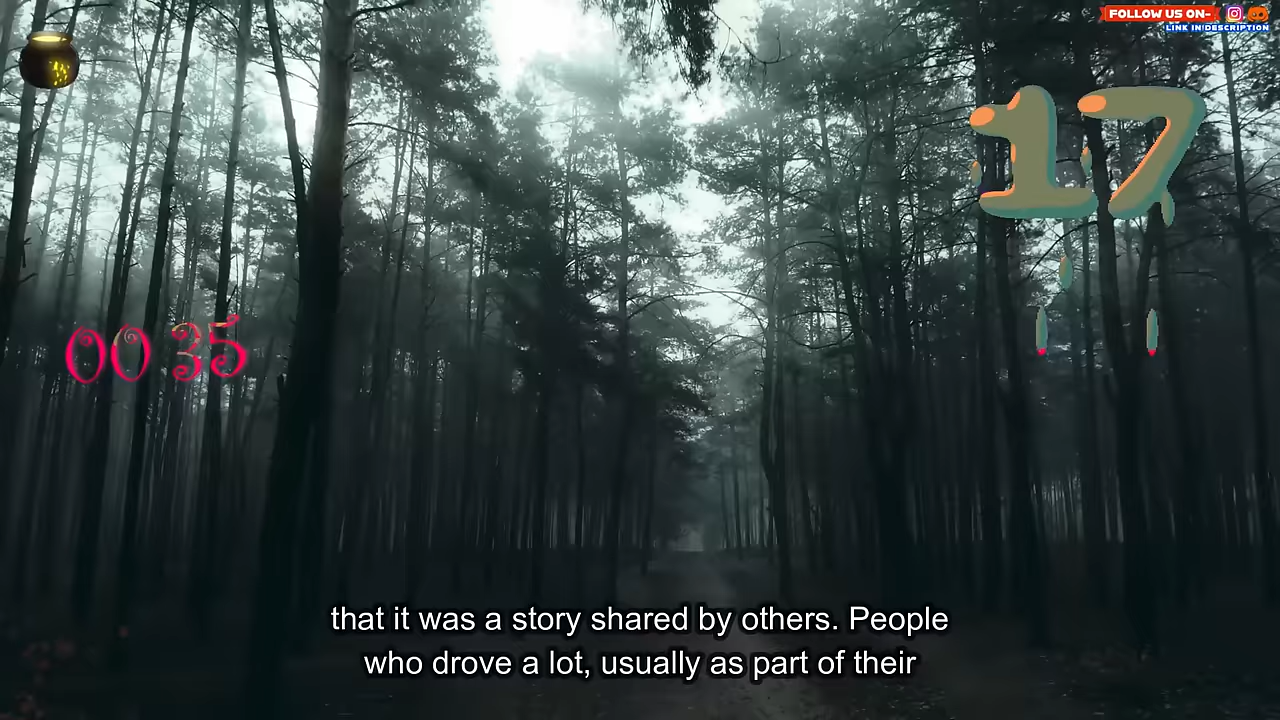 FOLLOW US ON-
LINK IN DESCRIPTION
17
00 35
that it was a story shared by others. People
who drove a lot, usually as part of their